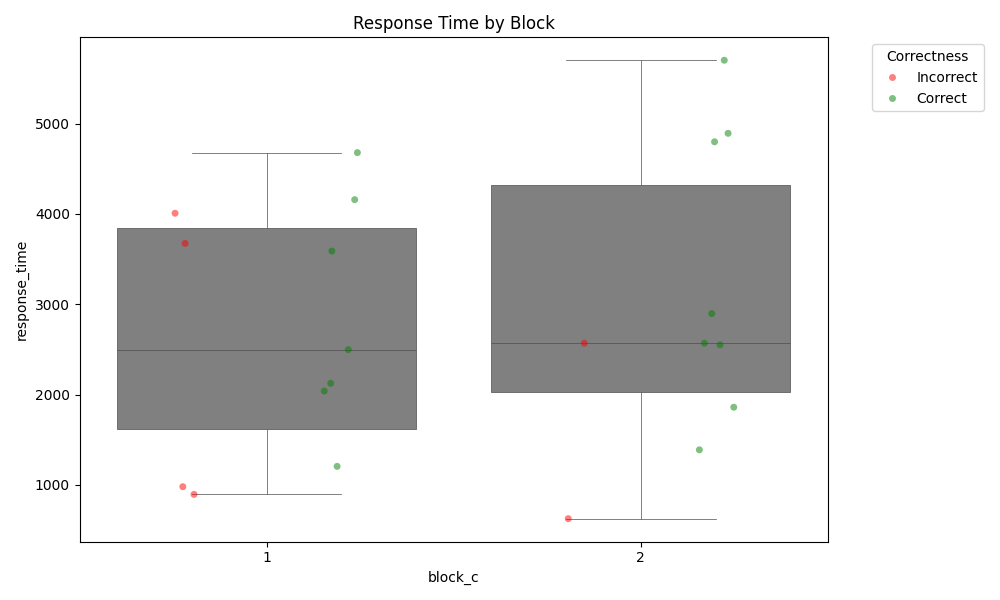 Response Time by Block
Correctness
Incorrect
Correct
response_time
5000
4000
3000
2000
1000
1
2
block_c